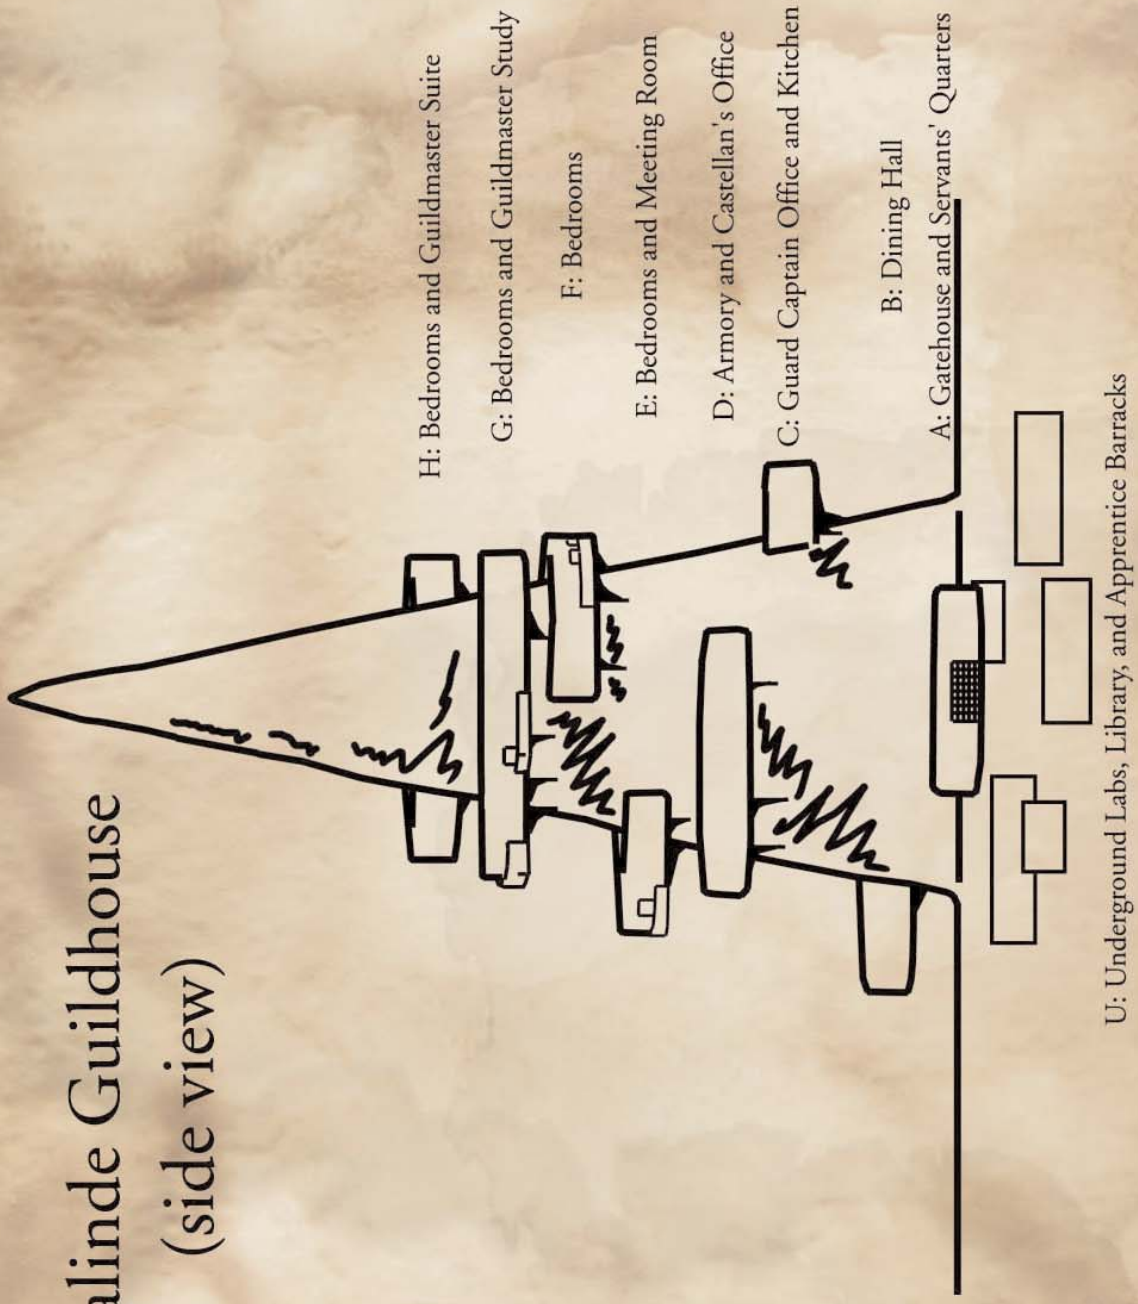 alinde Guildhouse
(side view)
H: Bedrooms and Guildmaster Suite
G: Bedrooms and Guildmaster Study
F: Bedrooms
E: Bedrooms and Meeting Room
D: Armory and Castellan's Office
C: Guard Captain Office and Kitchen
B: Dining Hall
A: Gatehouse and Servants' Quarters
U: Underground Labs, Library, and Apprentice Barracks